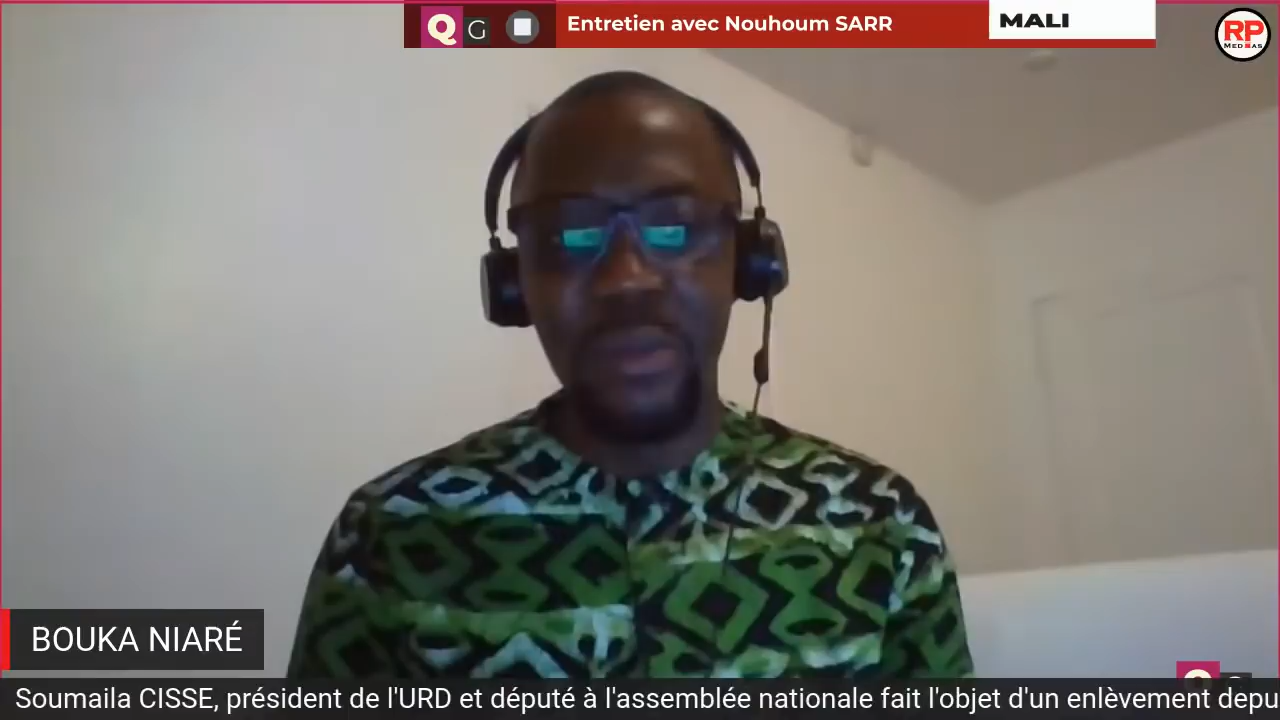 Q G
Entretien avec Nouhoum SARR
MALI
RP
MEDIAS
BOUKA NIARÉ
Soumaila CISSE, président de l'URD et député à l'assemblée nationale fait l'objet d'un enlèvement depu